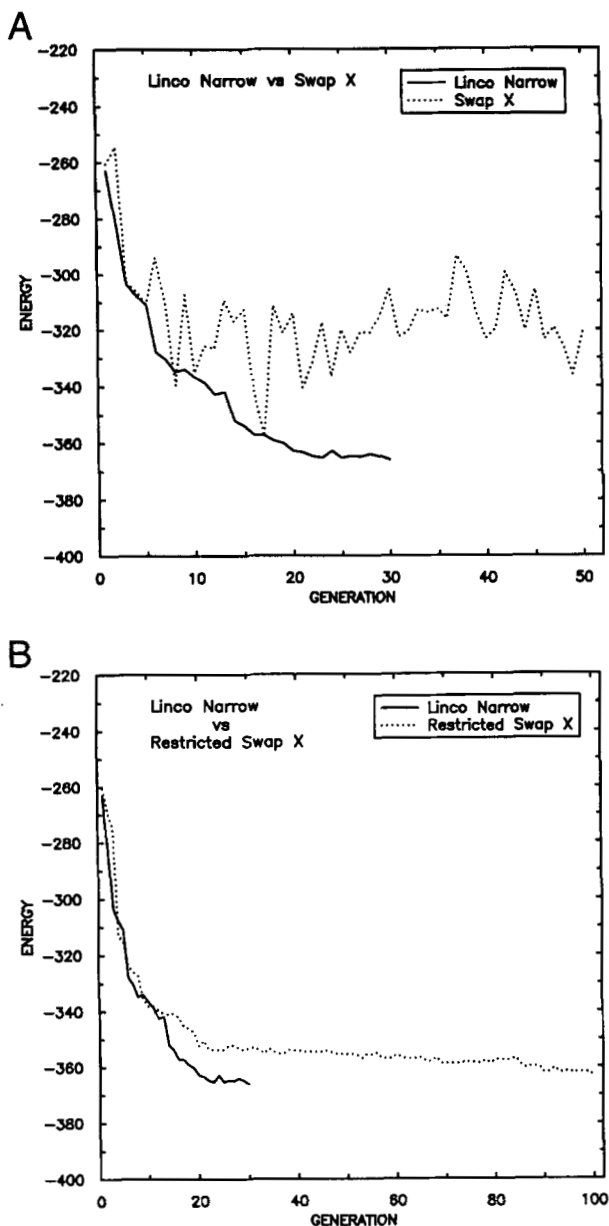 A
Linco Narrow vs Swap X
Linco Narrow
Swap X
ENERGY
-220
-240
-260
-280
-300
-320
-340
-360
-380
-400
0 10 20 30 40 50
GENERATION
B
Linco Narrow
vs
Restricted Swap X
Linco Narrow
Restricted Swap X
ENERGY
-220
-240
-260
-280
-300
-320
-340
-360
-380
-400
0 20 40 60 80 100
GENERATION